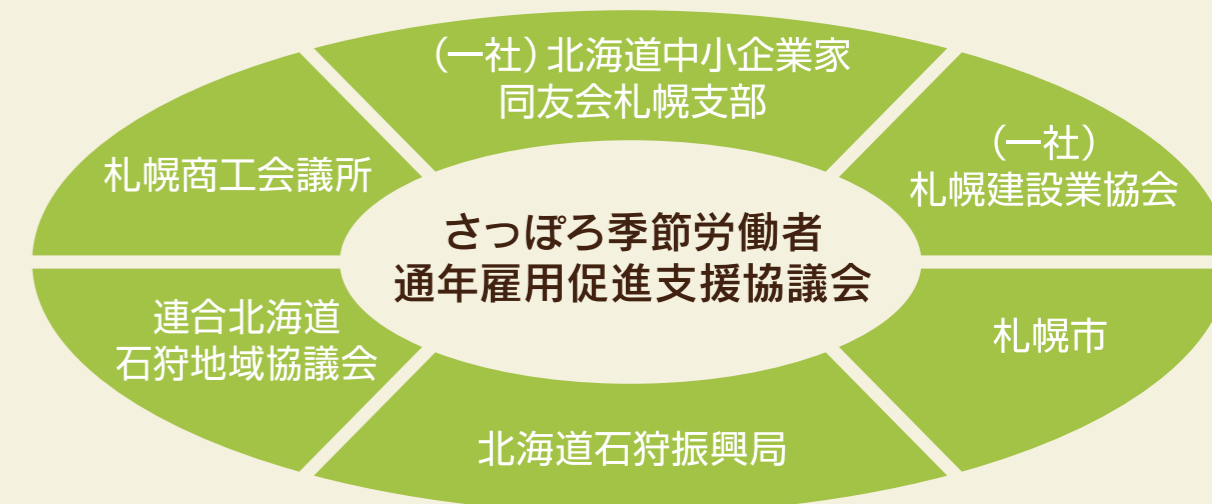 （一社）北海道中小企業家
同友会札幌支部
札幌商工会議所
（一社）
札幌建設業協会
さっぽろ季節労働者
通年雇用促進支援協議会
連合北海道
石狩地域協議会
札幌市
北海道石狩振興局